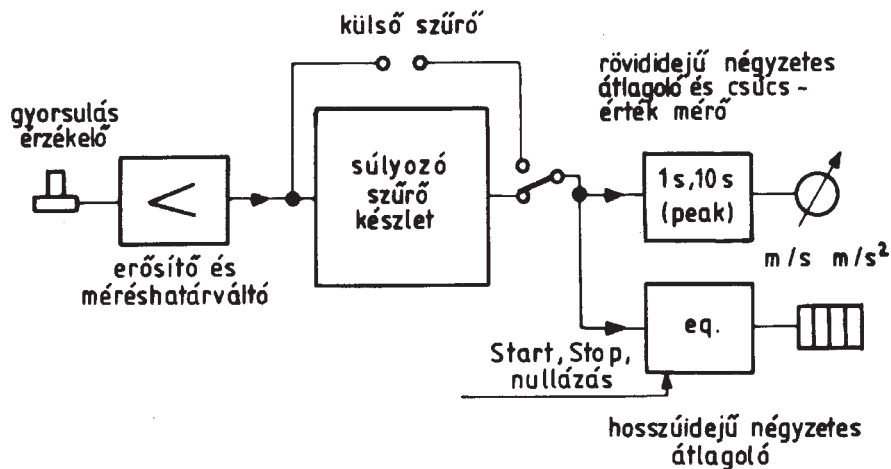 külső szűrő
rövididejű négyzetes
átlagoló és csúcs -
érték mérő
gyorsulás
érzékelő
<
súlyozó
szűrő
készlet
1s,10s
(peak)
m/s m/s²
erősítő és
méréshatárváltó
eq.
Start, Stop,
nullázás
hosszúidejű négyzetes
átlagoló